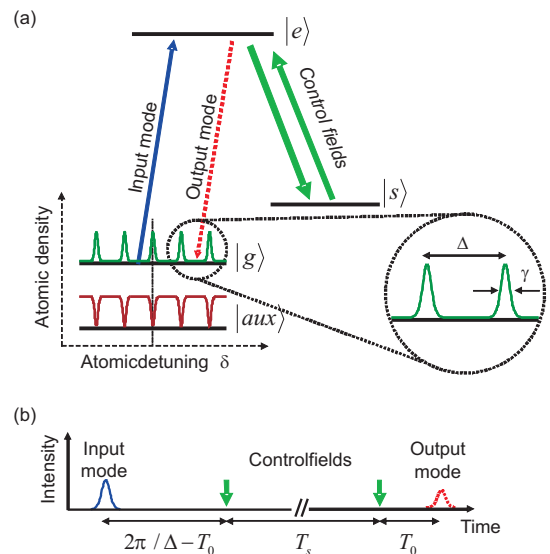 (a)
|e⟩
Input mode
Output mode
Control fields
|s⟩
Atomic density
|g⟩
|aux⟩
Δ
γ
Atomicdetuning δ
(b)
Intensity
Input
mode
Controlfields
Output
mode
Time
2π / Δ − T₀
Tₛ
T₀